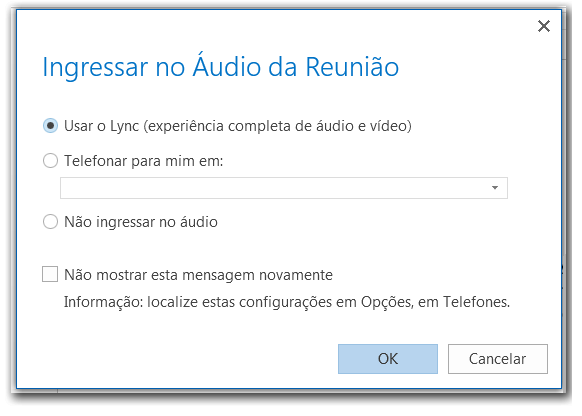 Ingressar no Áudio da Reunião
Usar o Lync (experiência completa de áudio e vídeo)
Telefonar para mim em:
Não ingressar no áudio
Não mostrar esta mensagem novamente
Informação: localize estas configurações em Opções, em Telefones.
OK
Cancelar